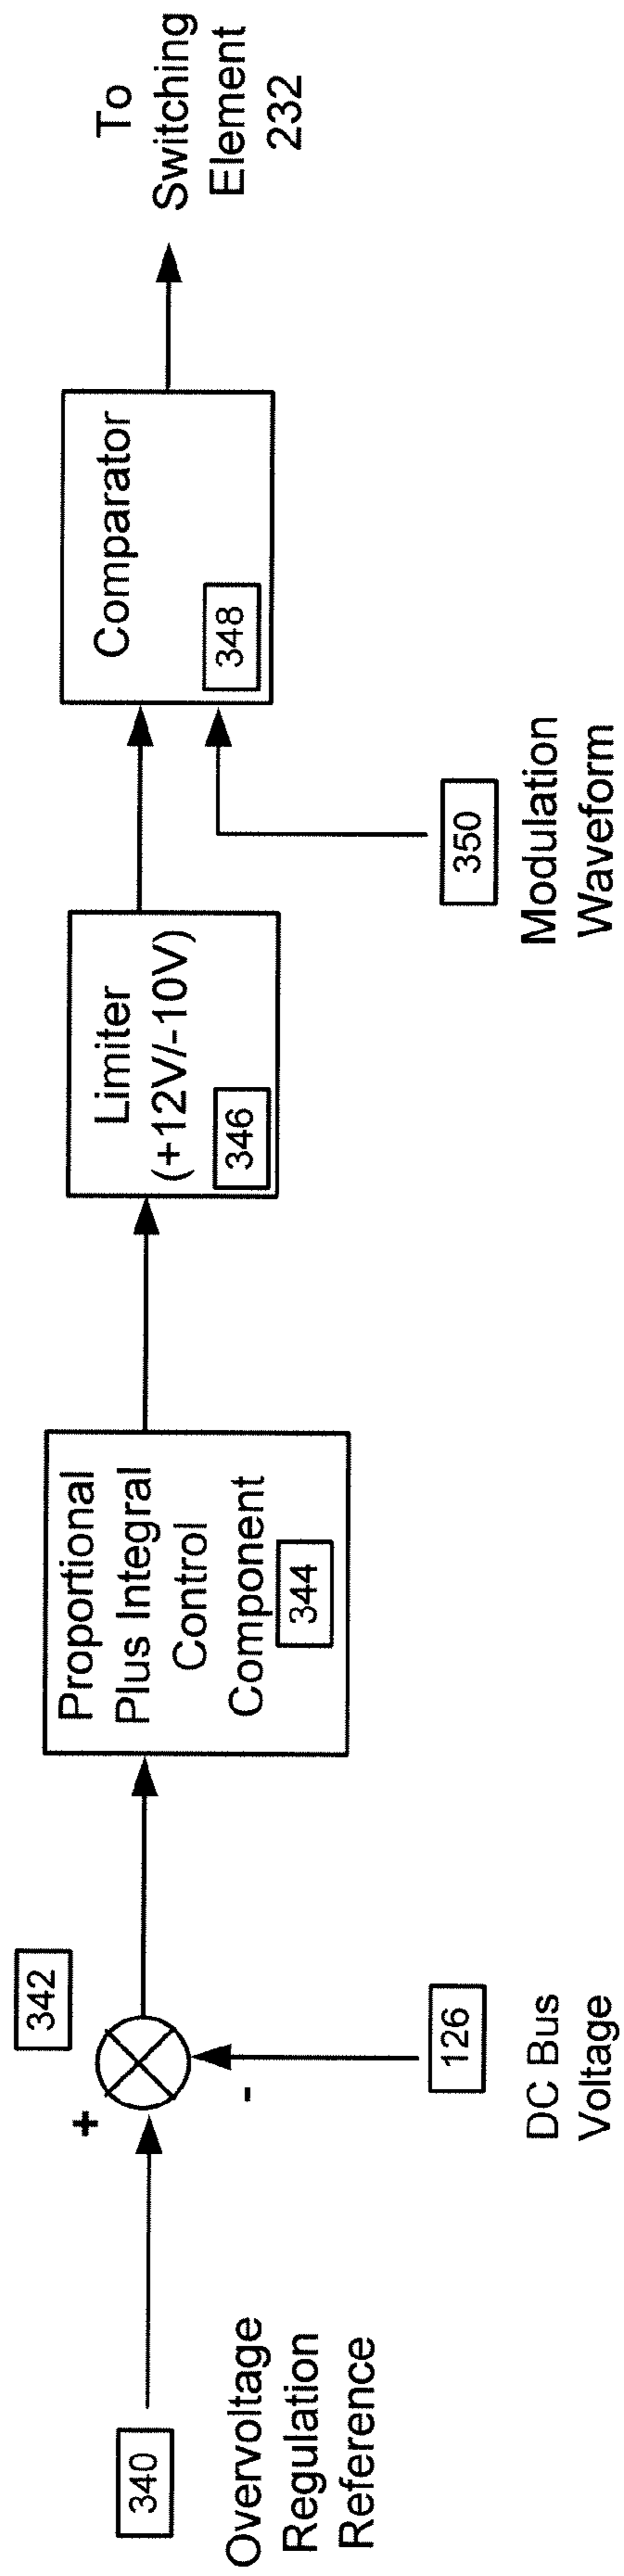 340
Overvoltage
Regulation
Reference
+
-
342
126
DC Bus
Voltage
Proportional
Plus Integral
Control
Component
344
Limiter
(+12V/-10V)
346
350
Modulation
Waveform
Comparator
348
To
Switching
Element
232